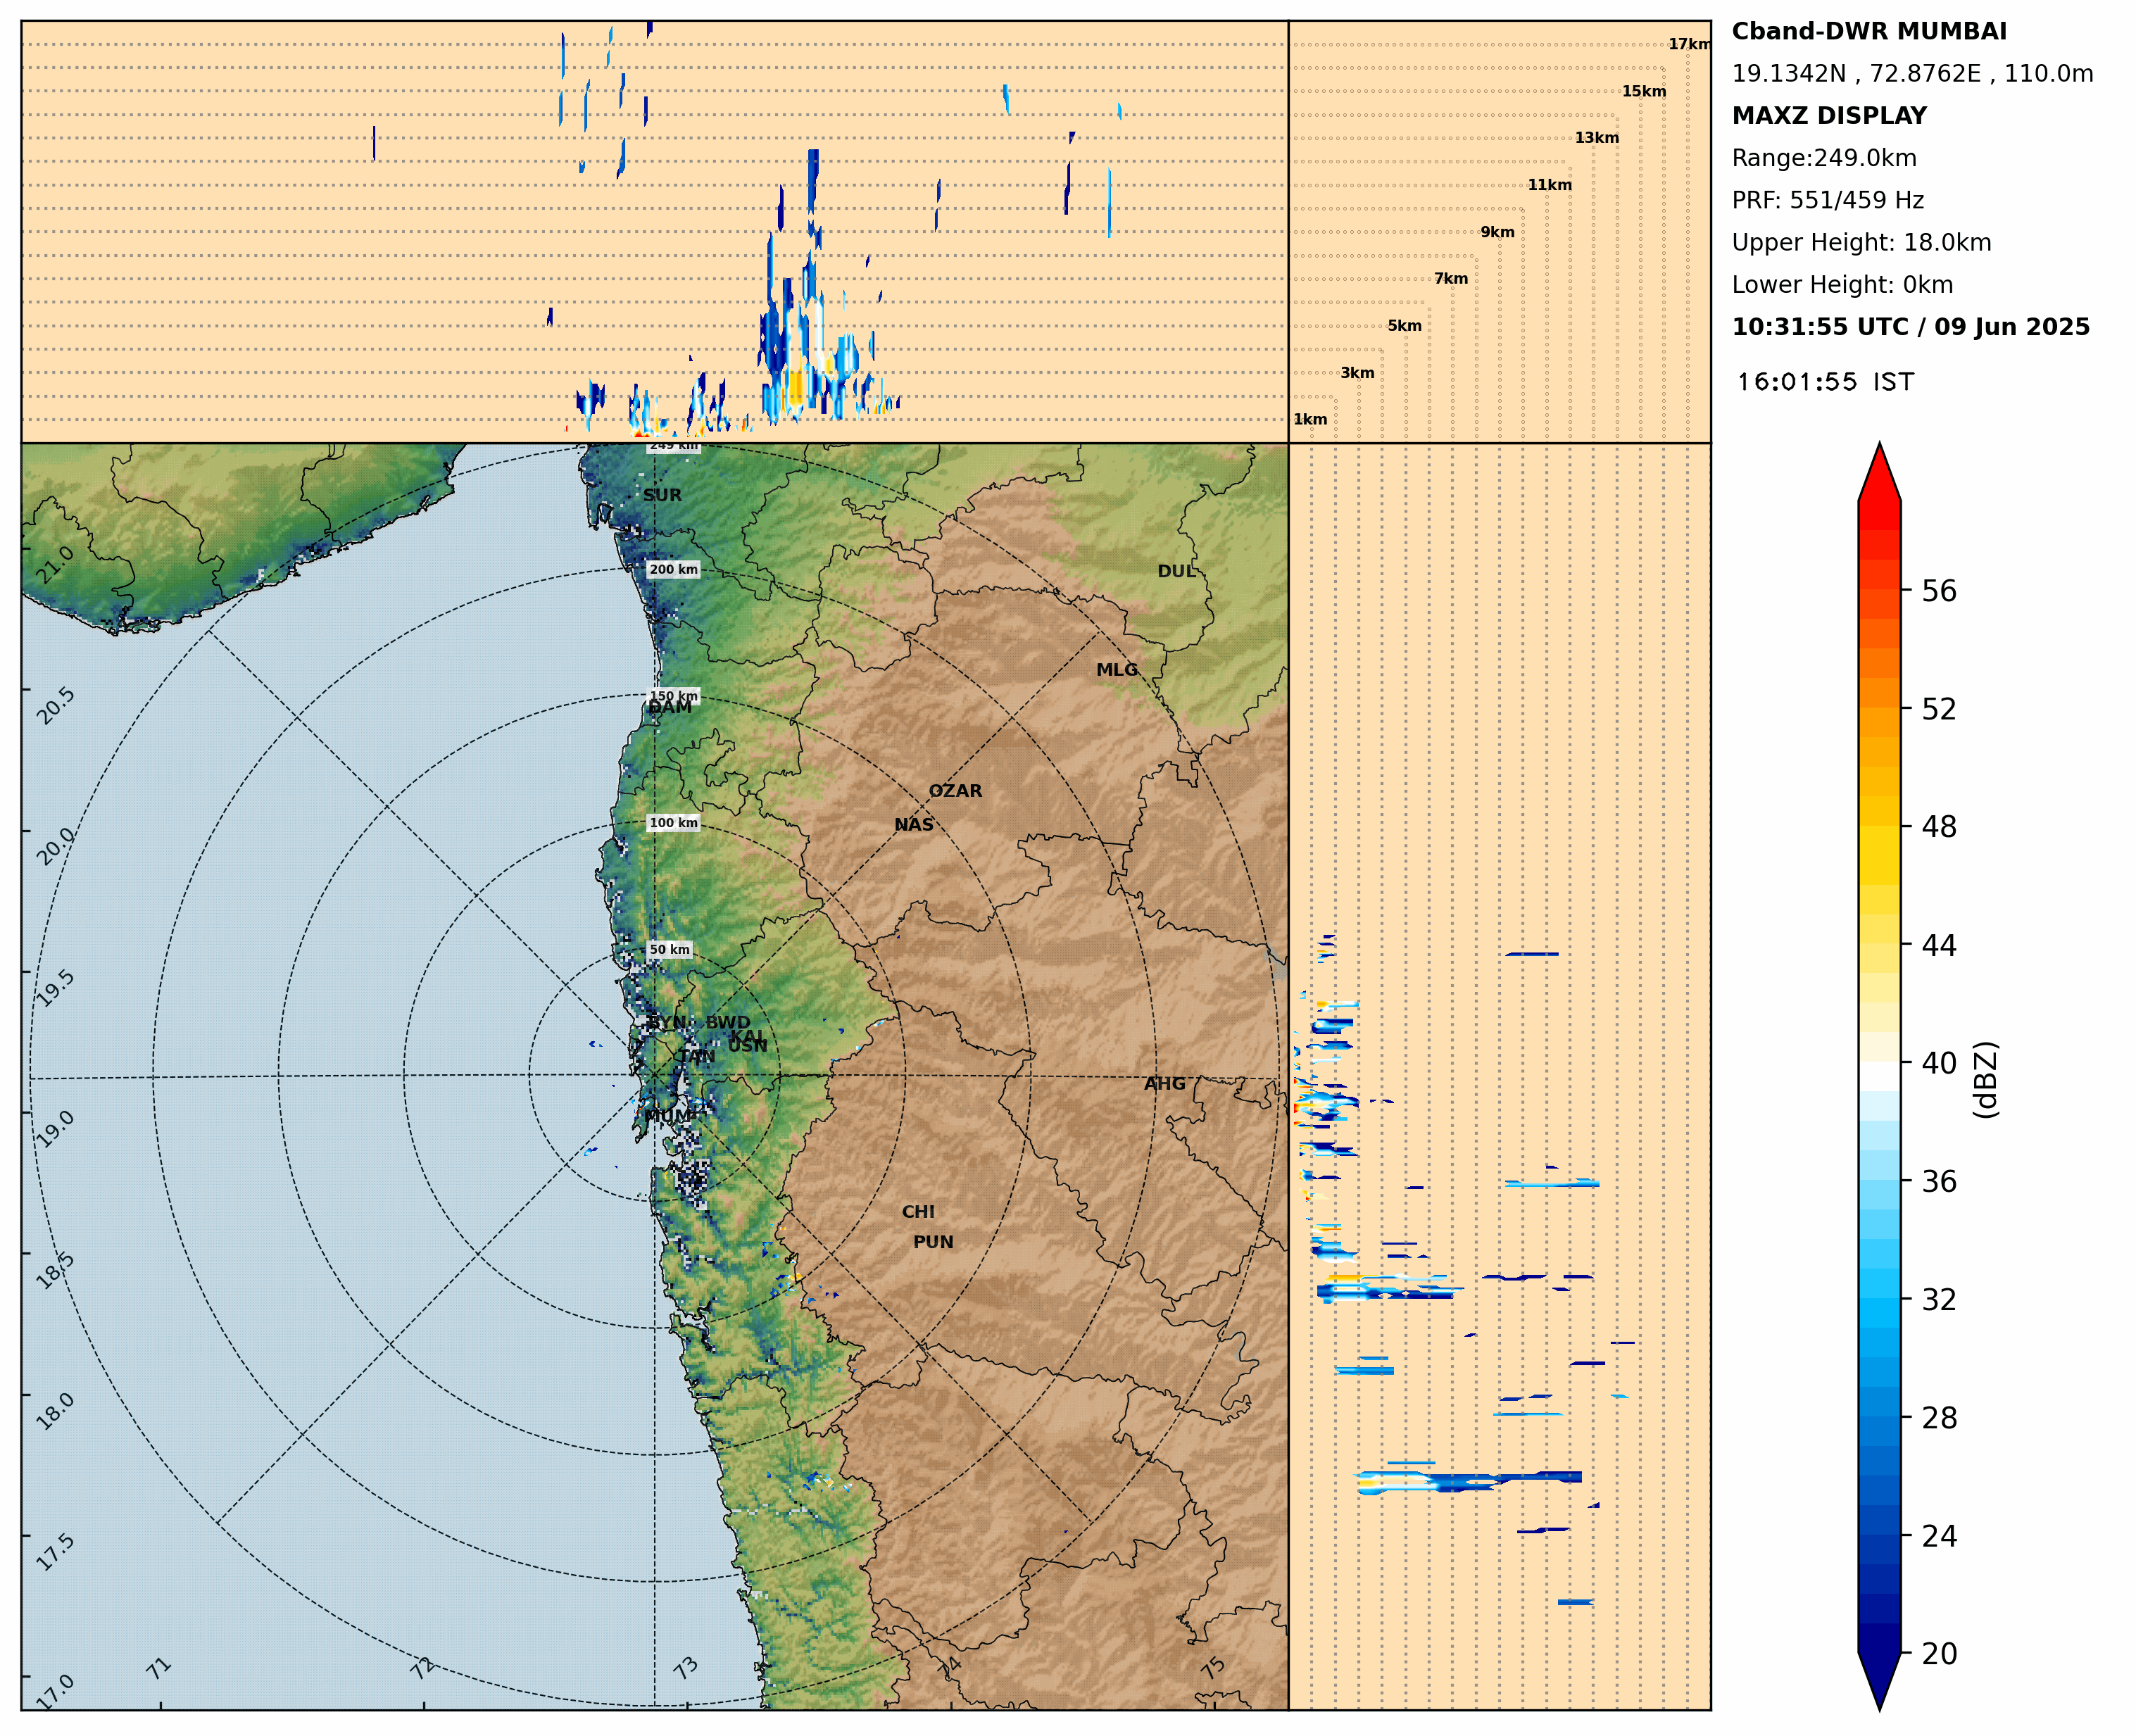 Cband-DWR MUMBAI
19.1342N , 72.8762E , 110.0m
MAXZ DISPLAY
Range:249.0km
PRF: 551/459 Hz
Upper Height: 18.0km
Lower Height: 0km
10:31:55 UTC / 09 Jun 2025
16:01:55 IST
17km
15km
13km
11km
9km
7km
5km
3km
1km
249 km
SUR
200 km
DUL
MLG
150 km
DAM
OZAR
NAS
100 km
50 km
BYN
BWD
KAL
USN
TAN
AHG
MUM
CHI
PUN
21.0
20.5
20.0
19.5
19.0
18.5
18.0
17.5
17.0
71
72
73
74
75
56
52
48
44
40
36
32
28
24
20
(dBZ)